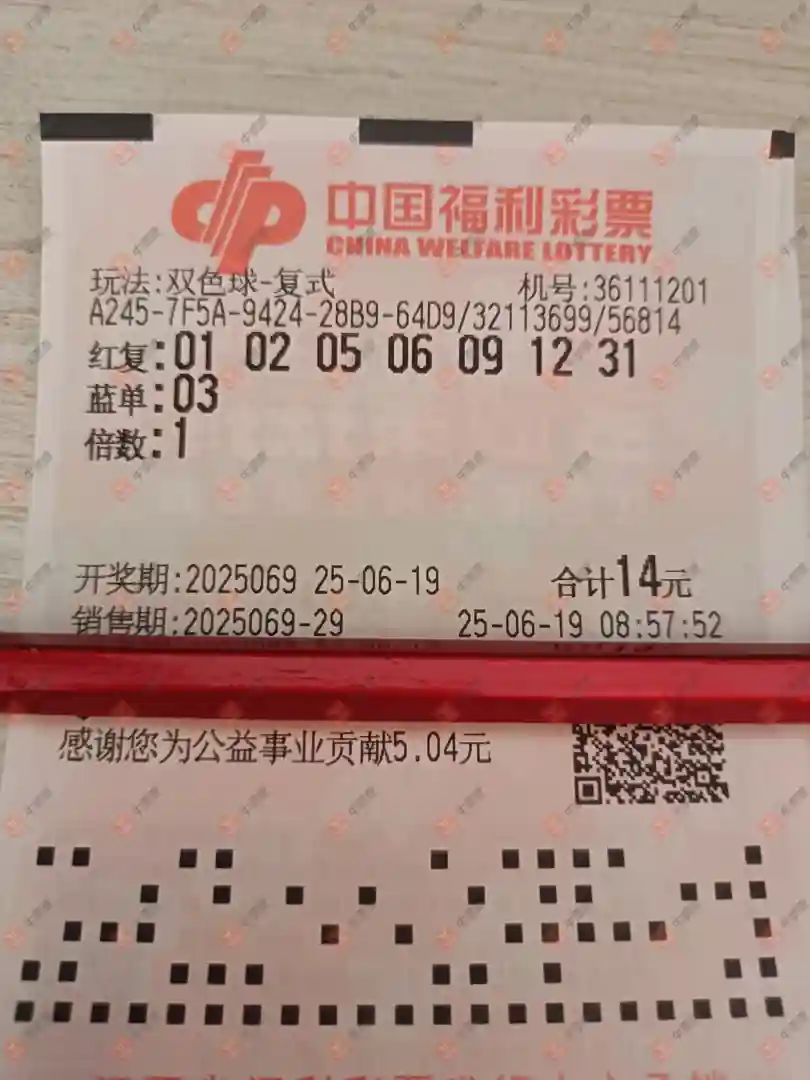 中国福利彩票
CHINA WELFARE LOTTERY
玩法:双色球-复式 机号:36111201
A245-7F5A-9424-28B9-64D9/32113699/56814
红复:01 02 05 06 09 12 31
蓝单:03
倍数:1
开奖期:2025069 25-06-19 合计14元
销售期:2025069-29 25-06-19 08:57:52
感谢您为公益事业贡献5.04元